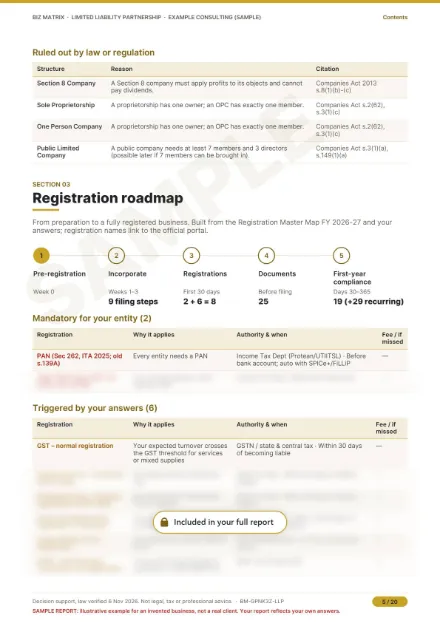 BIZ MATRIX · LIMITED LIABILITY PARTNERSHIP · EXAMPLE CONSULTING (SAMPLE)
Contents
Ruled out by law or regulation
Structure Reason Citation
Section 8 Company A Section 8 company must apply profits to its objects and cannot Companies Act 2013
pay dividends. s.8(1)(b)-(c)
Sole Proprietorship A proprietorship has one owner; an OPC has exactly one member. Companies Act s.2(62),
s.3(1)(c)
One Person Company A proprietorship has one owner; an OPC has exactly one member. Companies Act s.2(62),
s.3(1)(c)
Public Limited A public company needs at least 7 members and 3 directors Companies Act s.3(1)(a),
Company (possible later if 7 members can be brought in). s.149(1)(a)
SAMPLE
SECTION 03
Registration roadmap
From preparation to a fully registered business. Built from the Registration Master Map FY 2026-27 and your
answers; registration names link to the official portal.
1 2 3 4 5
Pre-registration Incorporate Registrations Documents First-year
compliance
Week 0 Weeks 1–3 First 30 days Before filing Days 30–365
9 filing steps 2 + 6 = 8 25 19 (+29 recurring)
Mandatory for your entity (2)
Registration Why it applies Authority & when Fee / if
missed
PAN (Sec 262, ITA 2025; old Every entity needs a PAN Income Tax Dept (Protean/UTIITSL) · Before —
s.139A) bank account; auto with SPICe+/FiLLiP
Triggered by your answers (6)
Registration Why it applies Authority & when Fee / if
missed
GST – normal registration Your expected turnover crosses GSTN / state & central tax · Within 30 days —
the GST threshold for services of becoming liable
or mixed supplies
Included in your full report
Decision support, law verified 6 Nov 2026. Not legal, tax or professional advice. · BM-GPNK3Z-LLP
5 / 20
SAMPLE REPORT: Illustrative example for an invented business, not a real client. Your report reflects your own answers.